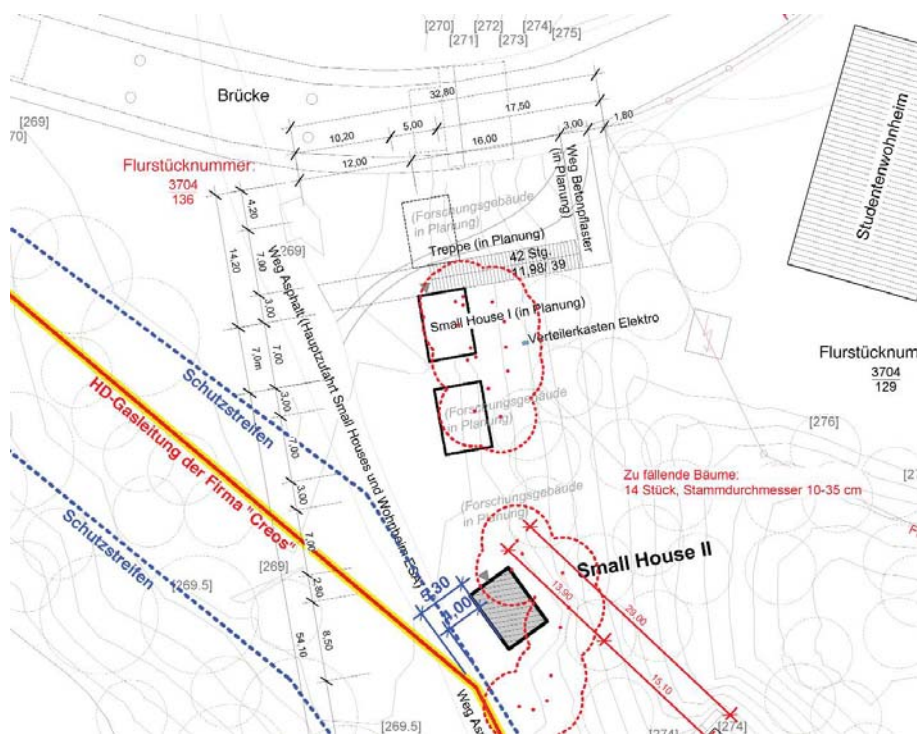 [270]
[272]
[274]
[271]
[273]
[275]
Brücke
32,80
17,50
10,20
5,00
3,00
1,80
12,00
16,00
[269]
Flurstücknummer:
3704
136
4,20
14,20
7,00
3,00
7,0m
7,00
3,00
7,00
3,00
7,00
2,80
8,50
54,10
[269]
Weg Asphalt (Hauptzufahrt Small Houses und Wohnheim ESA)
(Forschungsgebäude
in Planung)
Treppe (in Planung)
42 Stg.
11,98/ 39
Weg Betonpflaster
(in Planung)
Small House I (in Planung)
Verteilerkasten Elektro
Studentenwohnheim
Flurstücknum
3704
129
(Forschungsgebäude
in Planung)
[276]
Zu fällende Bäume:
14 Stück, Stammdurchmesser 10-35 cm
(Forschungsgebäude
in Planung)
Small House II
13,90
29,00
15,10
5,30
4,00
Schutzstreifen
HD-Gasleitung der Firma "Creos"
Schutzstreifen
[269.5]
[269]
[269.5]
Weg As
[274]
[274]